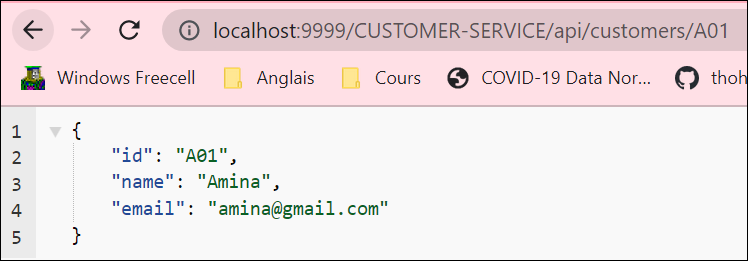 localhost:9999/CUSTOMER-SERVICE/api/customers/A01
Windows Freecell Anglais Cours COVID-19 Data Nor... thoh
1 {
2 "id": "A01",
3 "name": "Amina",
4 "email": "amina@gmail.com"
5 }